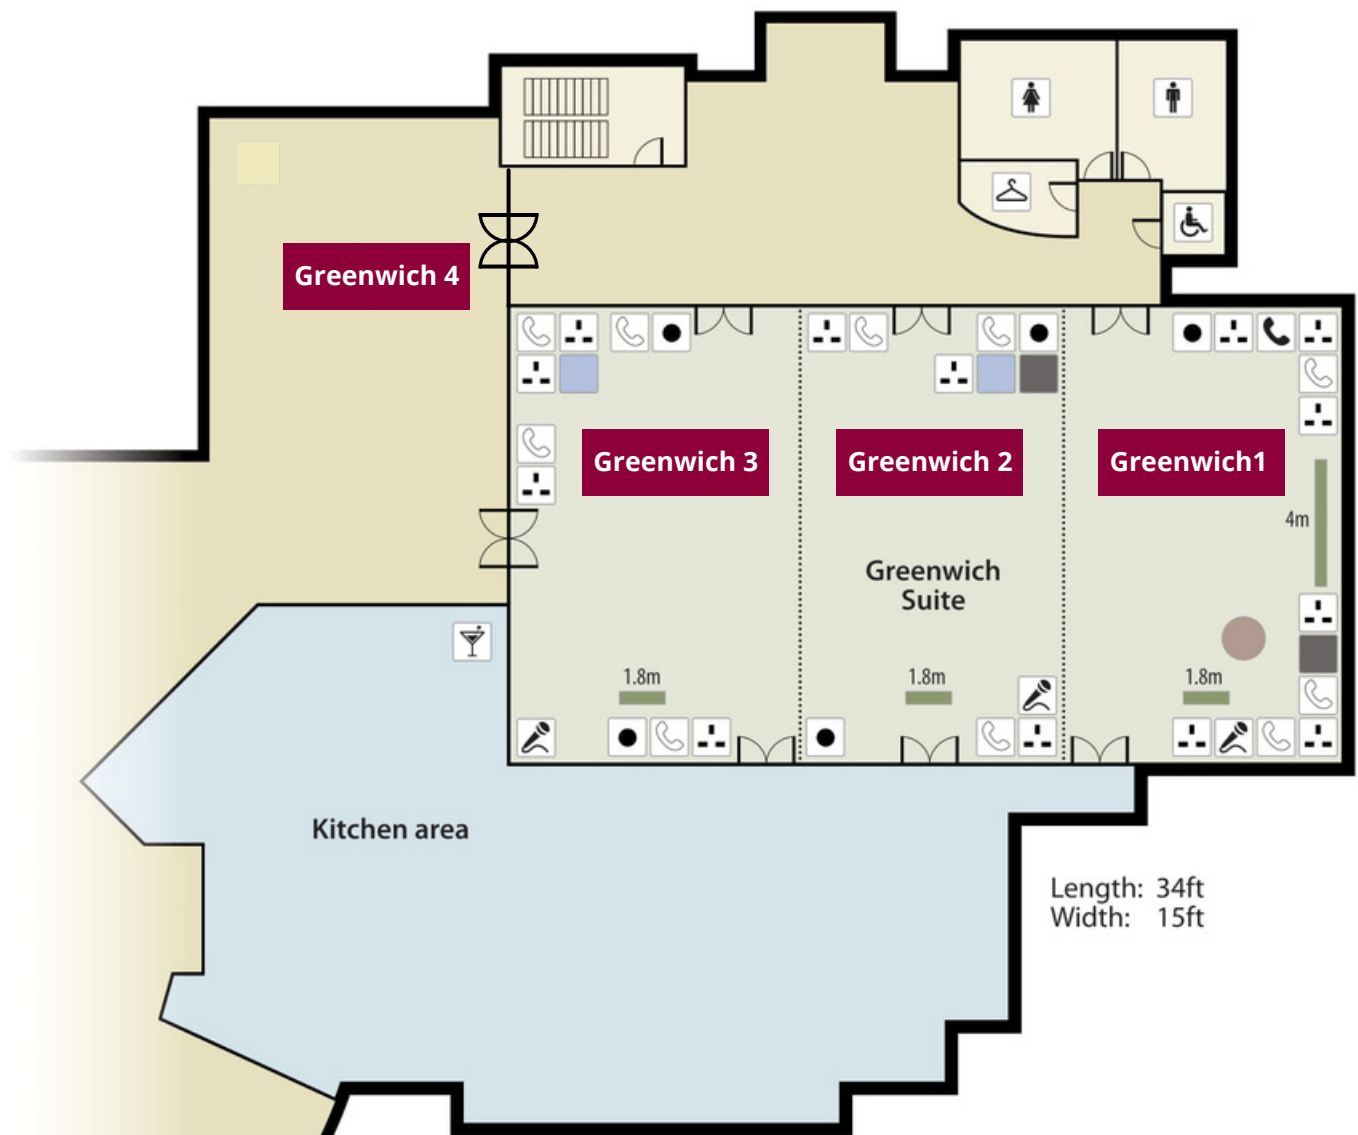 Greenwich 4
Greenwich 3
Greenwich 2
Greenwich1
4m
Greenwich
Suite
1.8m
1.8m
1.8m
Kitchen area
Length: 34ft
Width: 15ft